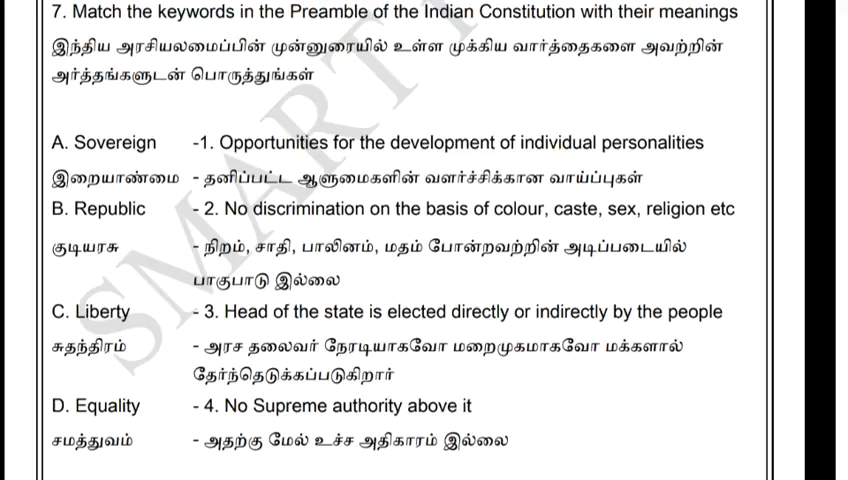 7. Match the keywords in the Preamble of the Indian Constitution with their meanings
இந்திய அரசியலமைப்பின் முன்னுரையில் உள்ள முக்கிய வார்த்தைகளை அவற்றின்
அர்த்தங்களுடன் பொருத்துங்கள்
A. Sovereign -1. Opportunities for the development of individual personalities
இறையாண்மை - தனிப்பட்ட ஆளுமைகளின் வளர்ச்சிக்கான வாய்ப்புகள்
B. Republic - 2. No discrimination on the basis of colour, caste, sex, religion etc
குடியரசு - நிறம், சாதி, பாலினம், மதம் போன்றவற்றின் அடிப்படையில்
பாகுபாடு இல்லை
C. Liberty - 3. Head of the state is elected directly or indirectly by the people
சுதந்திரம் - அரச தலைவர் நேரடியாகவோ மறைமுகமாகவோ மக்களால்
தேர்ந்தெடுக்கப்படுகிறார்
D. Equality - 4. No Supreme authority above it
சமத்துவம் - அதற்கு மேல் உச்ச அதிகாரம் இல்லை
SMART